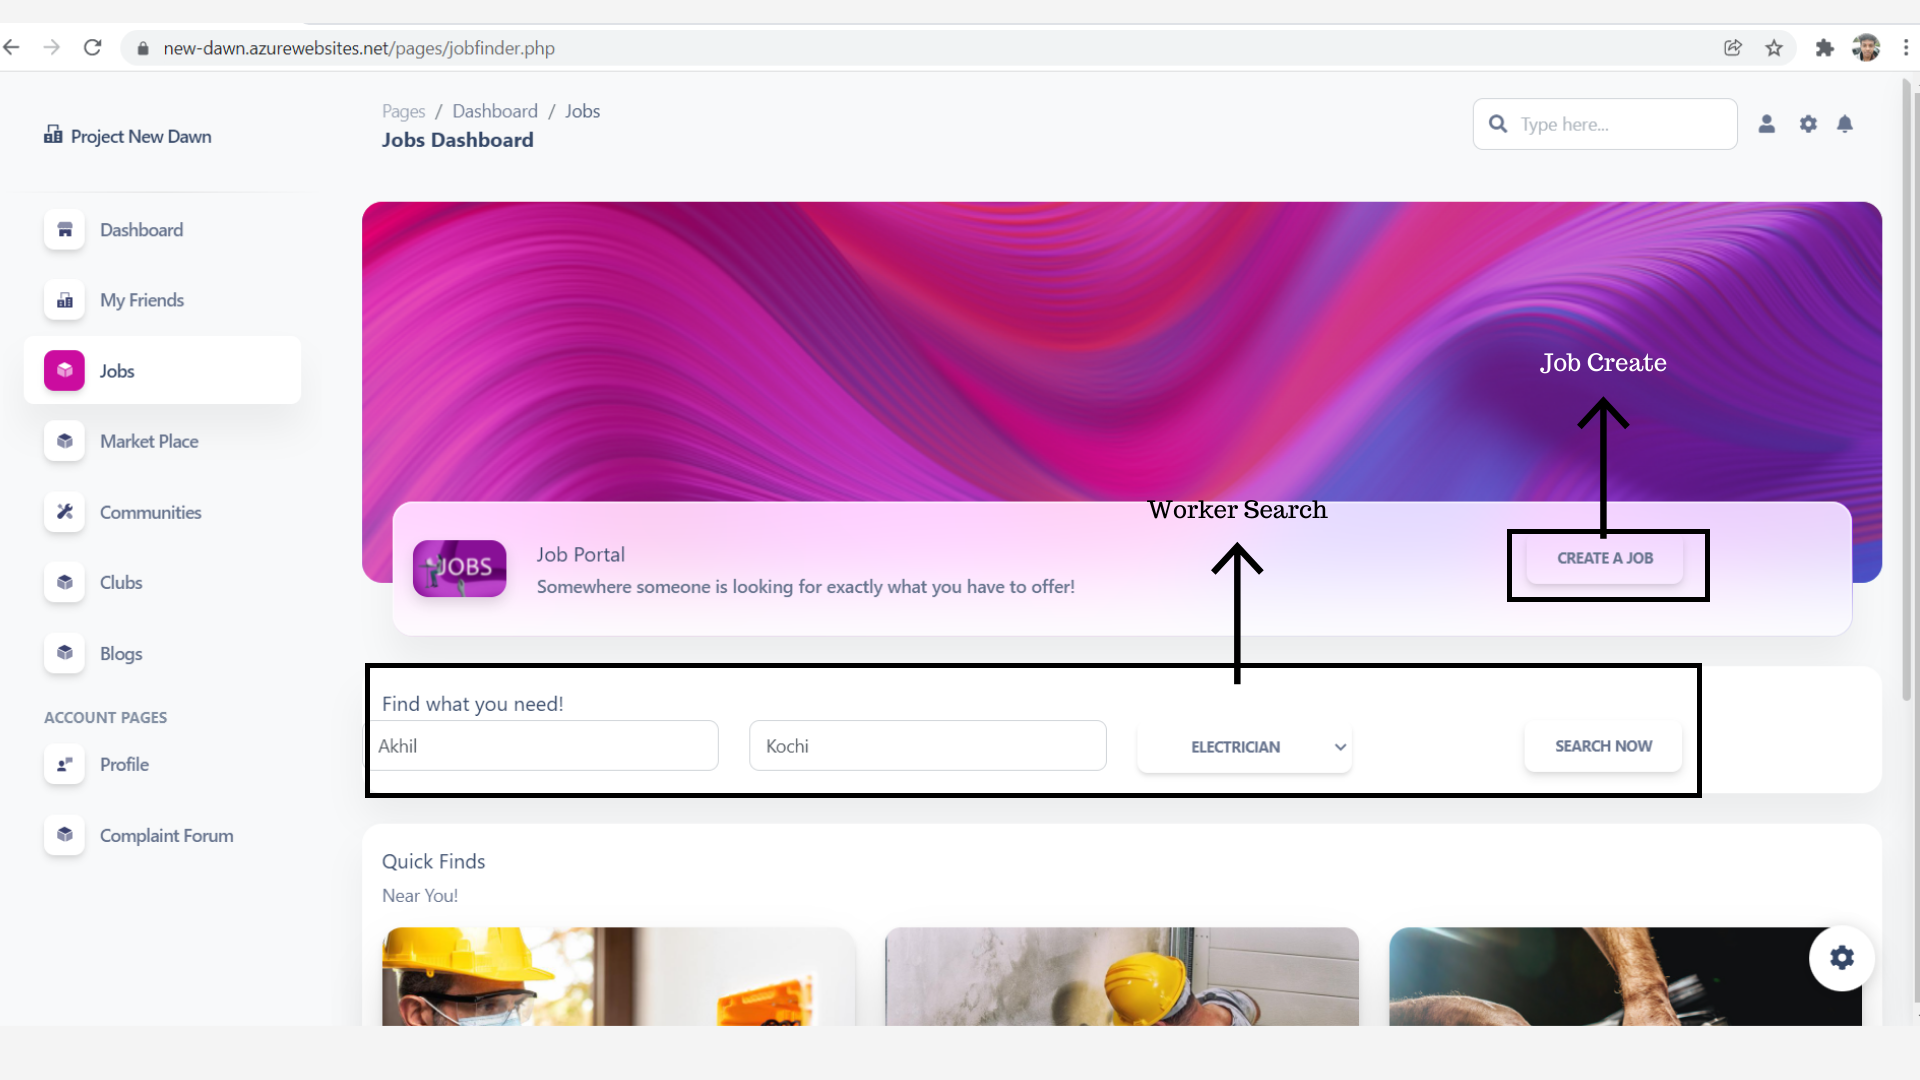 new-dawn.azurewebsites.net/pages/jobfinder.php
Project New Dawn
Pages / Dashboard / Jobs
Jobs Dashboard
Type here...
Dashboard
My Friends
Jobs
Market Place
Communities
Clubs
Blogs
ACCOUNT PAGES
Profile
Complaint Forum
Job Create
Worker Search
JOBS
Job Portal
Somewhere someone is looking for exactly what you have to offer!
CREATE A JOB
Find what you need!
Akhil
Kochi
ELECTRICIAN
SEARCH NOW
Quick Finds
Near You!